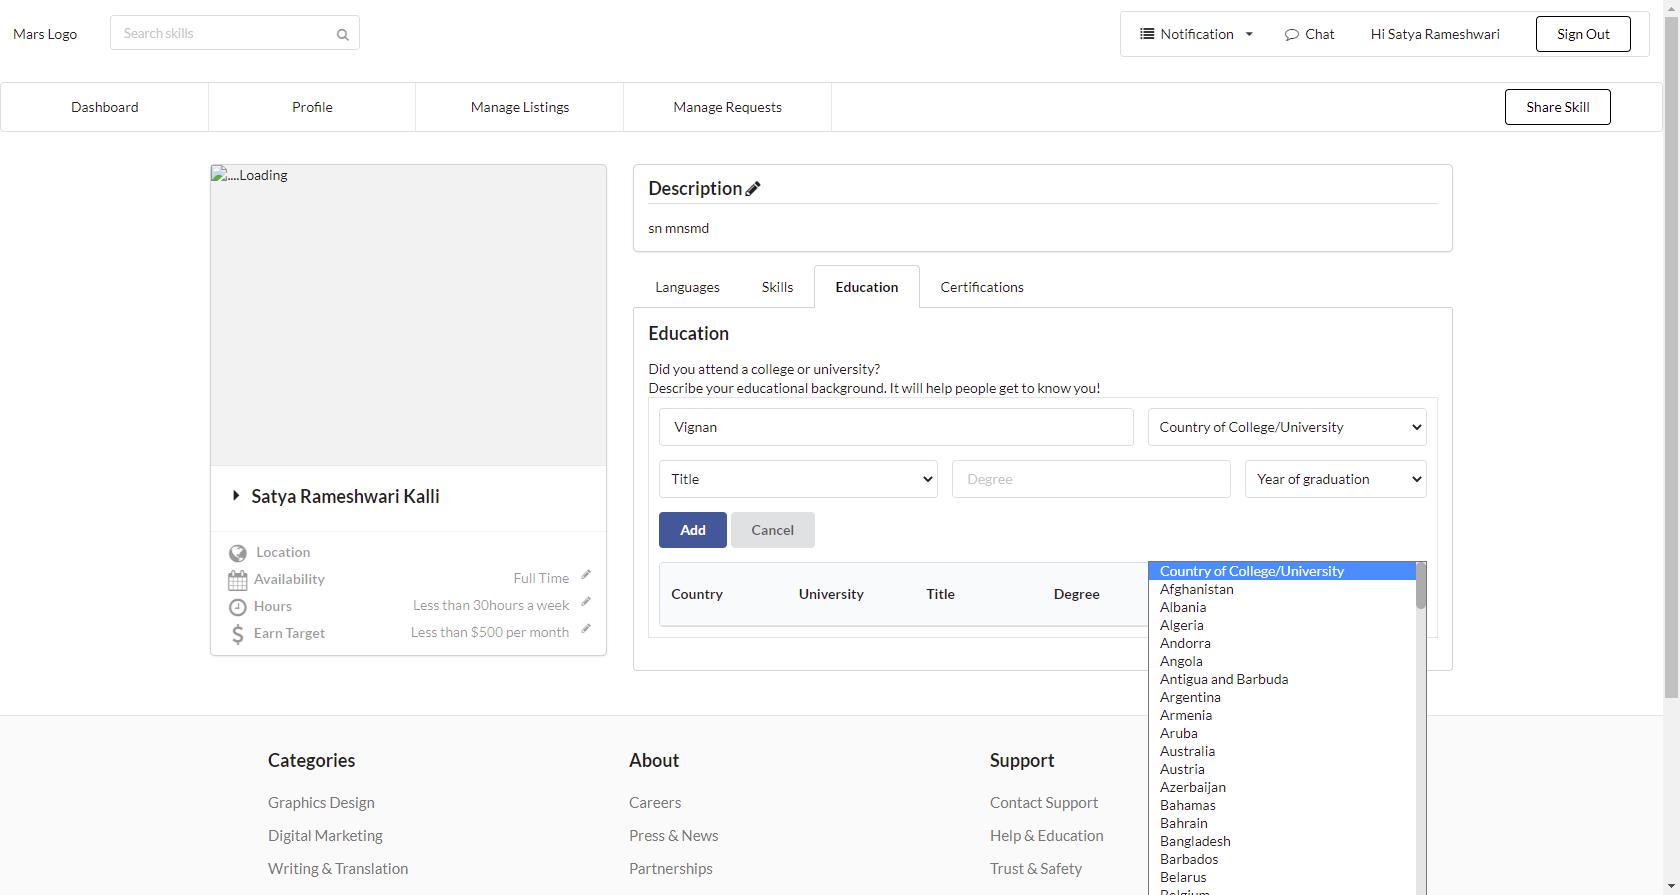 Mars Logo
Search skills
Notification
Chat
Hi Satya Rameshwari
Sign Out
Dashboard
Profile
Manage Listings
Manage Requests
Share Skill
....Loading
Satya Rameshwari Kalli
Location
Availability
Full Time
Hours
Less than 30hours a week
Earn Target
Less than $500 per month
Description
sn mnsmd
Languages
Skills
Education
Certifications
Education
Did you attend a college or university?
Describe your educational background. It will help people get to know you!
Vignan
Country of College/University
Title
Degree
Year of graduation
Add
Cancel
Country
University
Title
Degree
Country of College/University
Afghanistan
Albania
Algeria
Andorra
Angola
Antigua and Barbuda
Argentina
Armenia
Aruba
Australia
Austria
Azerbaijan
Bahamas
Bahrain
Bangladesh
Barbados
Belarus
Belgium
Categories
Graphics Design
Digital Marketing
Writing & Translation
About
Careers
Press & News
Partnerships
Support
Contact Support
Help & Education
Trust & Safety